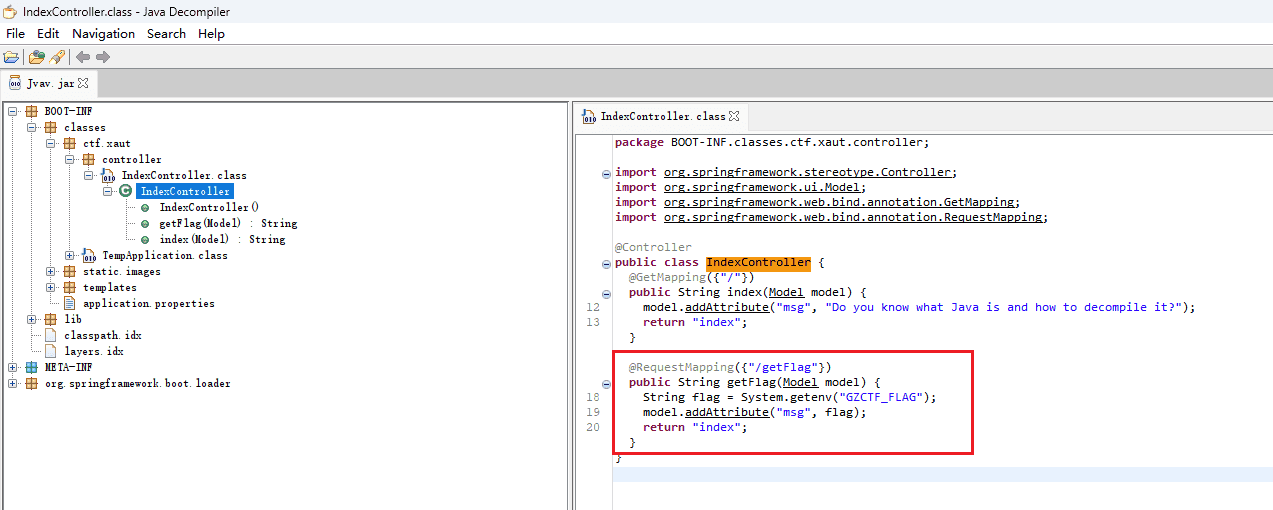 IndexController.class - Java Decompiler
File Edit Navigation Search Help
Jvav.jar
BOOT-INF
classes
ctf.xaut
controller
IndexController.class
IndexController
IndexController()
getFlag(Model) : String
index(Model) : String
TempApplication.class
static.images
templates
application.properties
lib
classpath.idx
layers.idx
META-INF
org.springframework.boot.loader
IndexController.class
package BOOT-INF.classes.ctf.xaut.controller;
import org.springframework.stereotype.Controller;
import org.springframework.ui.Model;
import org.springframework.web.bind.annotation.GetMapping;
import org.springframework.web.bind.annotation.RequestMapping;
@Controller
public class IndexController {
@GetMapping({"/"})
public String index(Model model) {
12 model.addAttribute("msg", "Do you know what Java is and how to decompile it?");
13 return "index";
}
@RequestMapping({"/getFlag"})
public String getFlag(Model model) {
18 String flag = System.getenv("GZCTF_FLAG");
19 model.addAttribute("msg", flag);
20 return "index";
}
}